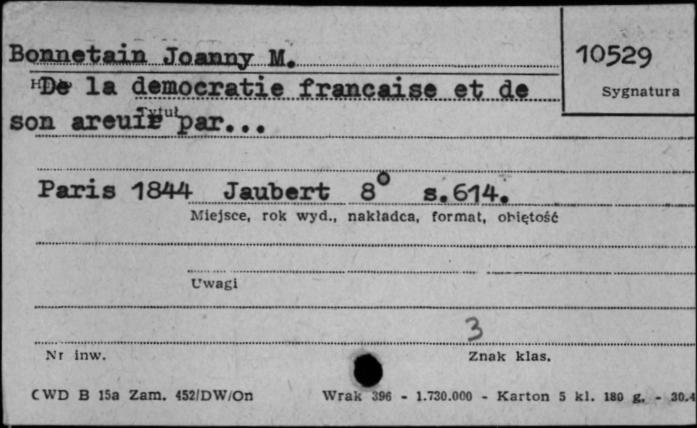 Bonnetain Joanny M.
10529
Sygnatura
De la democratie francaise et de
Tytuł
son areuir par...
Paris 1844 Jaubert 8° s.614.
Miejsce, rok wyd., nakładca, format, objętość
Uwagi
3
Nr inw.
Znak klas.
CWD B 15a Zam. 452/DW/On Wrak 396 - 1.730.000 - Karton 5 kl. 180 g. - 30.4